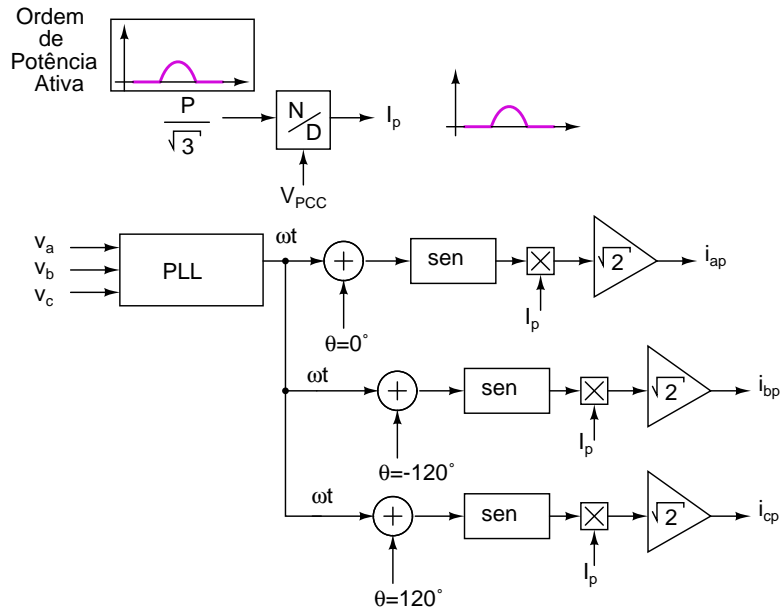 Ordem
de
Potência
Ativa
P
√3
N
D
I_p
V_PCC
v_a
v_b
v_c
PLL
ωt
sen
√2
i_ap
I_p
θ=0°
ωt
sen
√2
i_bp
I_p
θ=-120°
ωt
sen
√2
i_cp
I_p
θ=120°